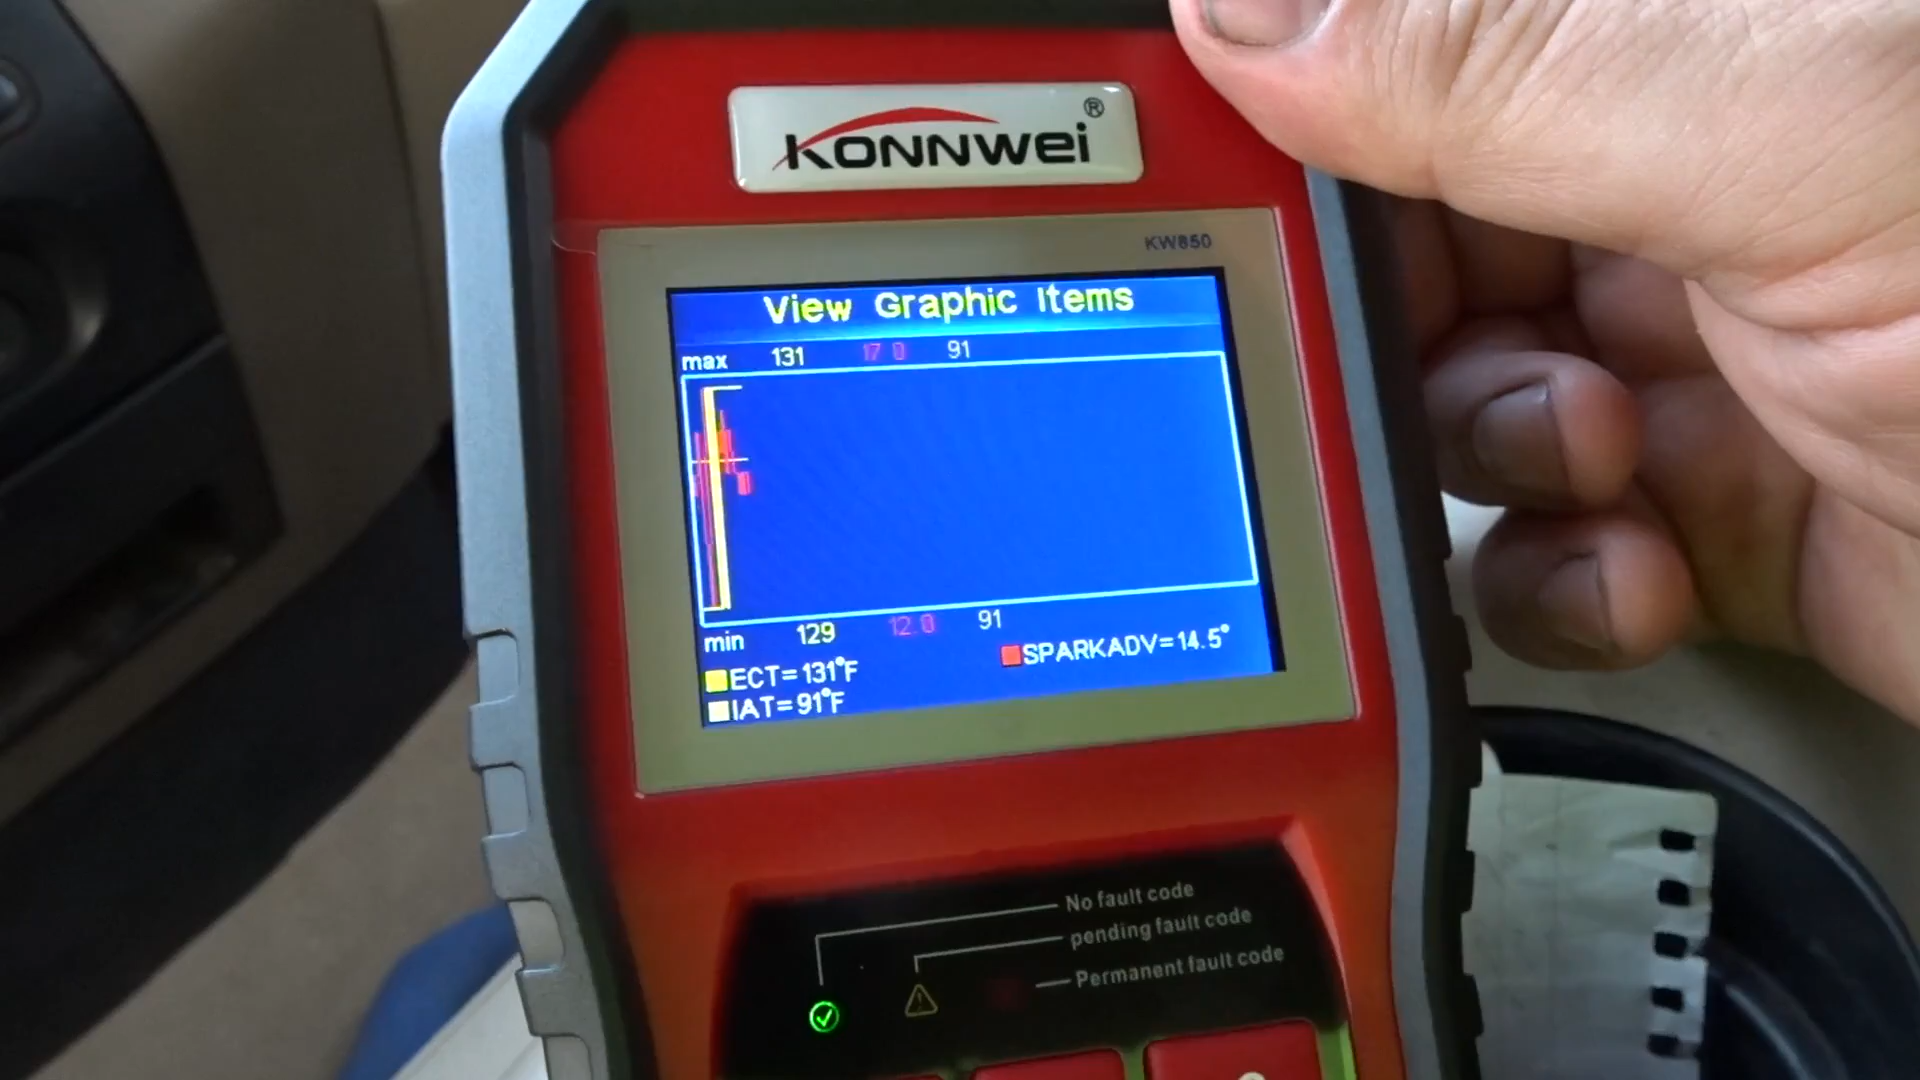 KONNWEI®
KW850
View Graphic Items
max 131 17.0 91
min 129 12.0 91
SPARKADV=14.5°
ECT=131°F
IAT=91°F
No fault code
pending fault code
Permanent fault code